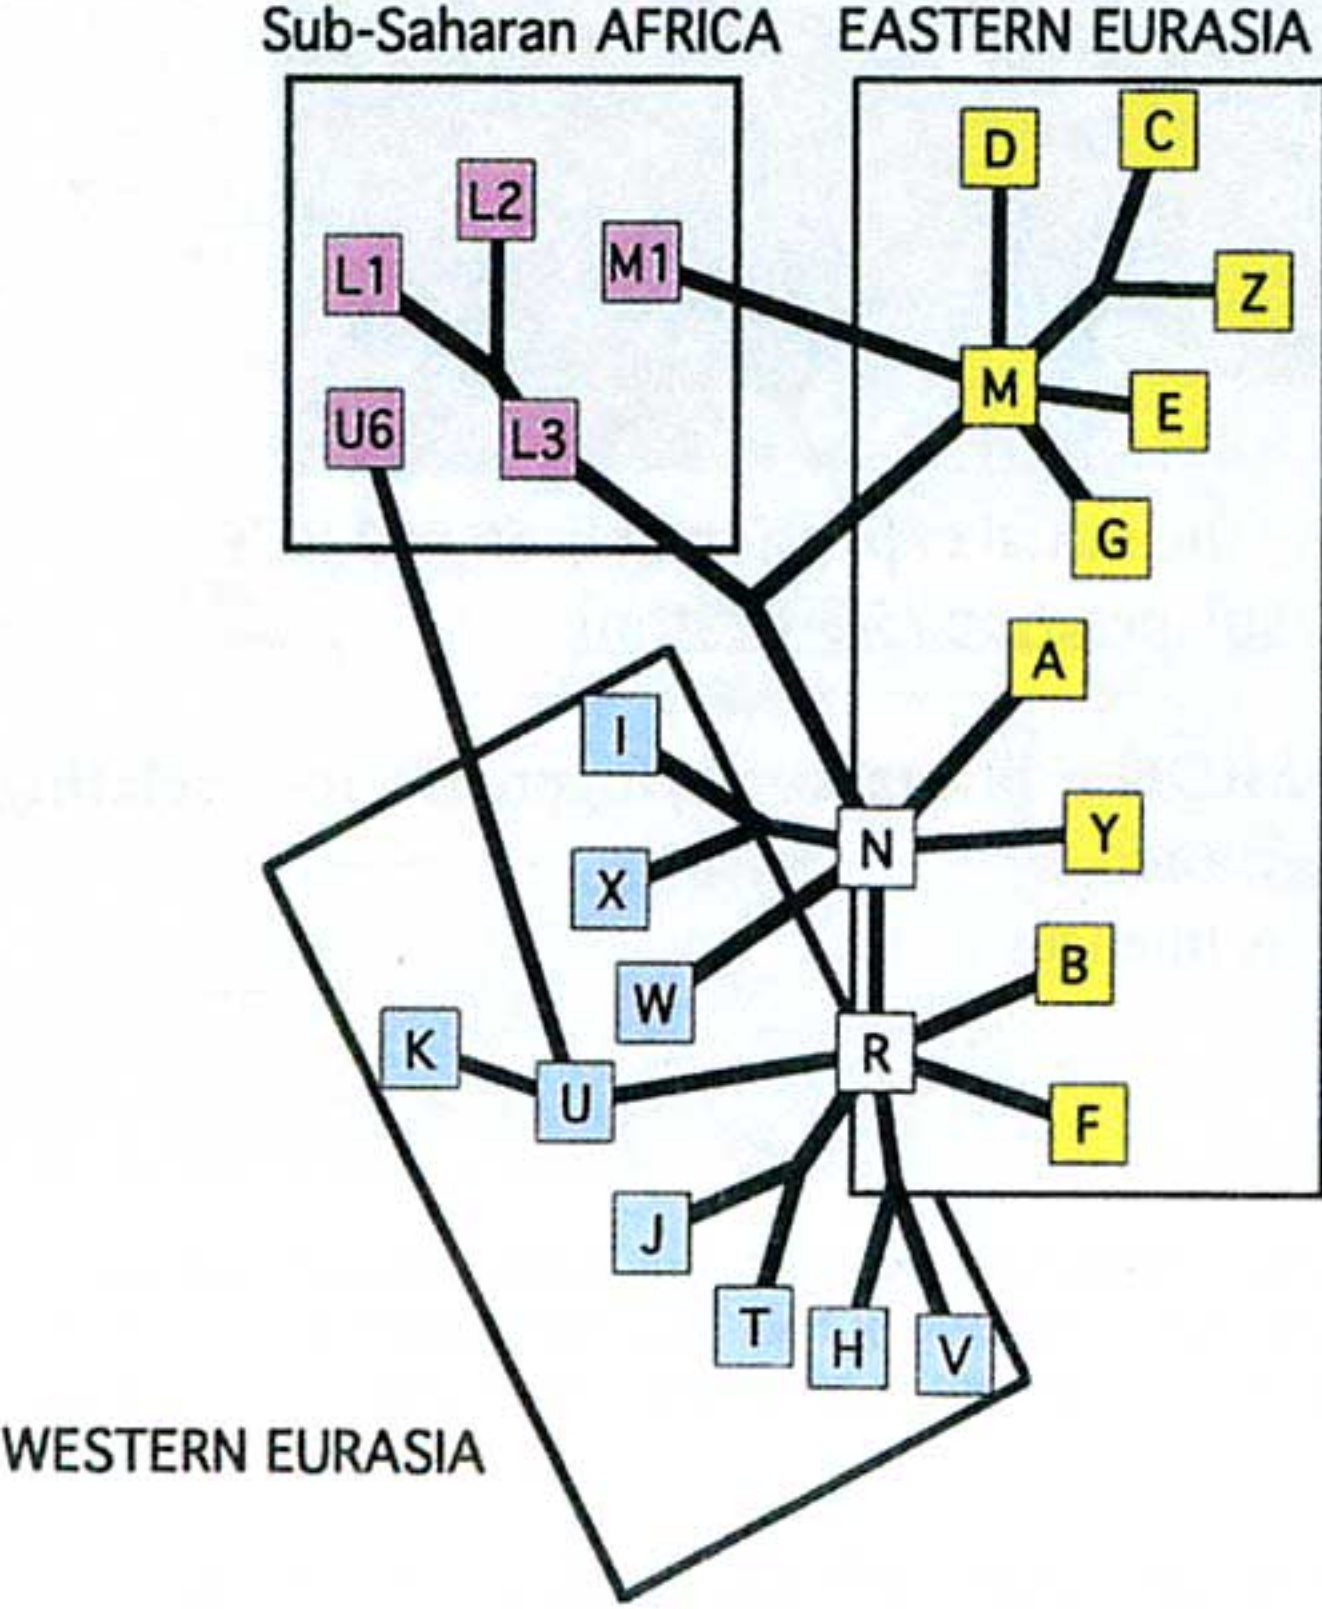 Sub-Saharan AFRICA
EASTERN EURASIA
D
C
L2
L1
M1
Z
M
E
U6
L3
G
A
I
N
Y
X
W
B
K
U
R
F
J
T
H
V
WESTERN EURASIA